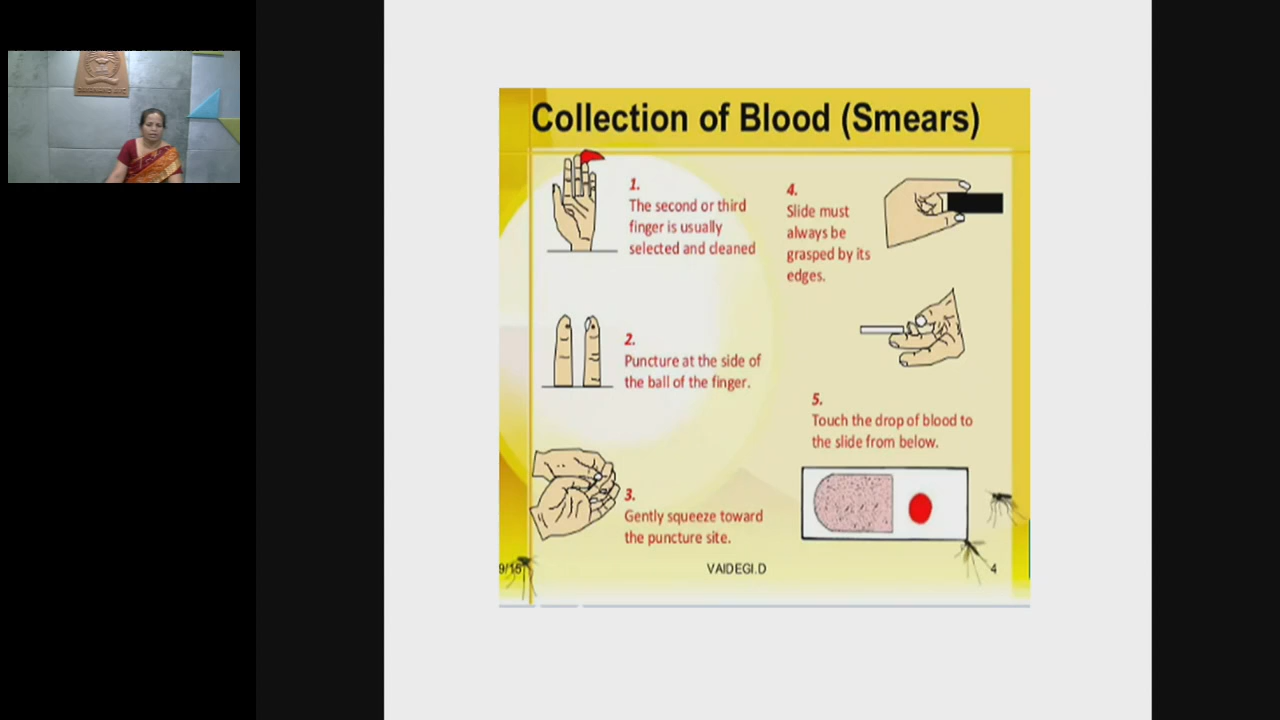 Collection of Blood (Smears)
1.
The second or third
finger is usually
selected and cleaned
2.
Puncture at the side of
the ball of the finger.
3.
Gently squeeze toward
the puncture site.
4.
Slide must
always be
grasped by its
edges.
5.
Touch the drop of blood to
the slide from below.
9/15
VAIDEGI.D
4